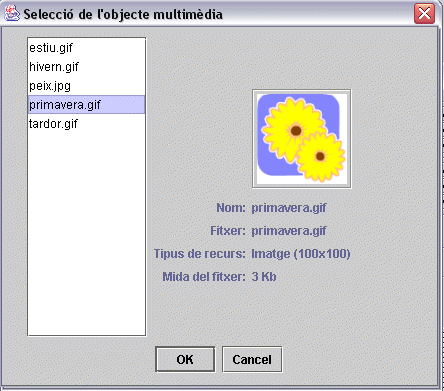 Selecció de l'objecte multimèdia
estiu.gif
hivern.gif
peix.jpg
primavera.gif
tardor.gif
Nom: primavera.gif
Fitxer: primavera.gif
Tipus de recurs: Imatge (100x100)
Mida del fitxer: 3 Kb
OK Cancel